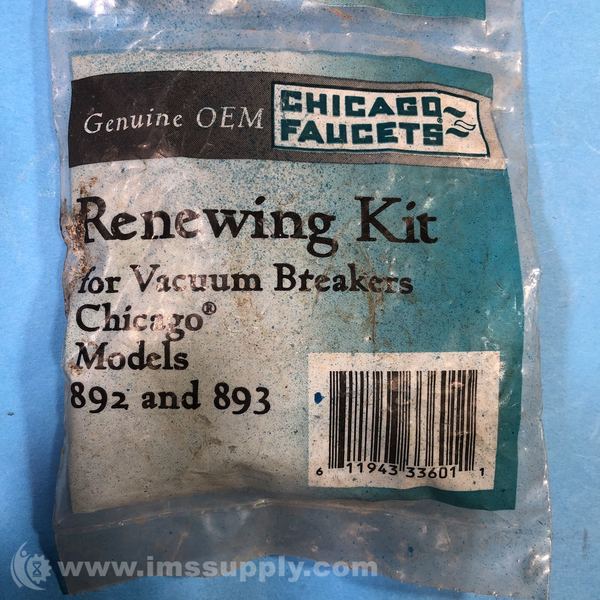 Genuine OEM CHICAGO FAUCETS®
Renewing Kit
for Vacuum Breakers
Chicago®
Models
892 and 893
6 11943 33601 1
www.imssupply.com